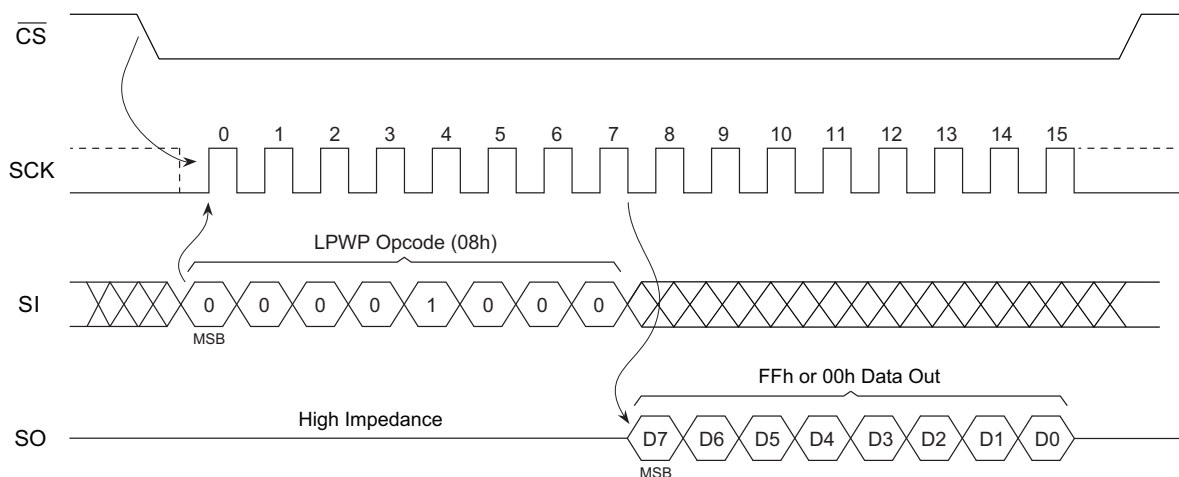 CS
0 1 2 3 4 5 6 7 8 9 10 11 12 13 14 15
SCK
LPWP Opcode (08h)
SI
0 0 0 0 1 0 0 0
MSB
FFh or 00h Data Out
High Impedance
SO
D7 D6 D5 D4 D3 D2 D1 D0
MSB